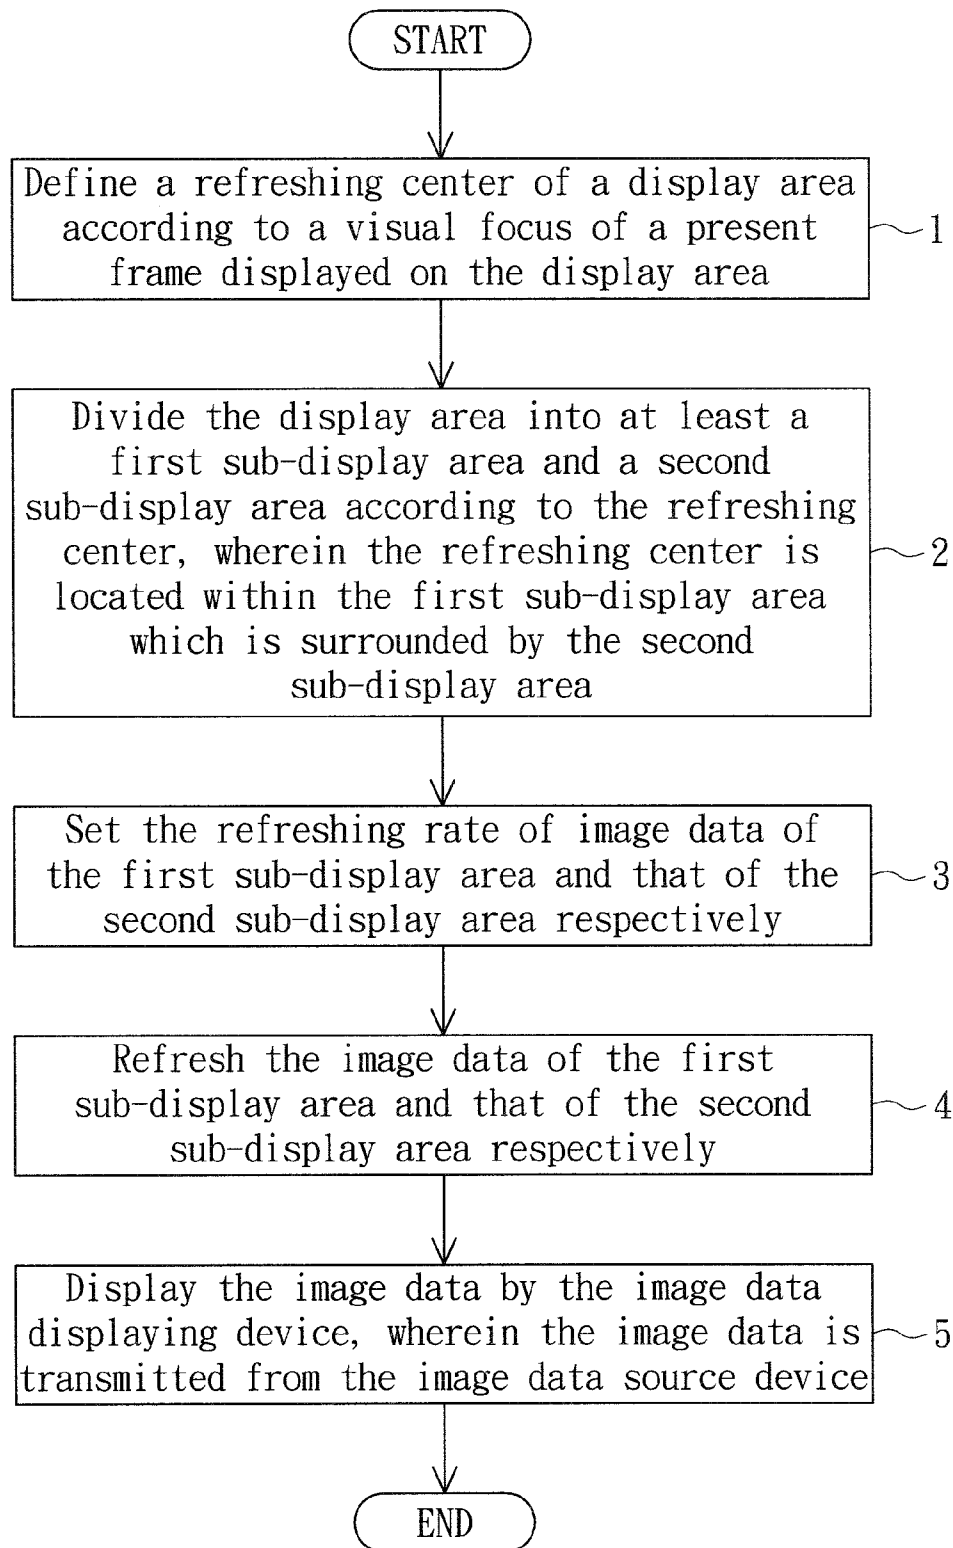 START
Define a refreshing center of a display area
according to a visual focus of a present
frame displayed on the display area
1
Divide the display area into at least a
first sub-display area and a second
sub-display area according to the refreshing
center, wherein the refreshing center is
located within the first sub-display area
which is surrounded by the second
sub-display area
2
Set the refreshing rate of image data of
the first sub-display area and that of the
second sub-display area respectively
3
Refresh the image data of the first
sub-display area and that of the second
sub-display area respectively
4
Display the image data by the image data
displaying device, wherein the image data is
transmitted from the image data source device
5
END